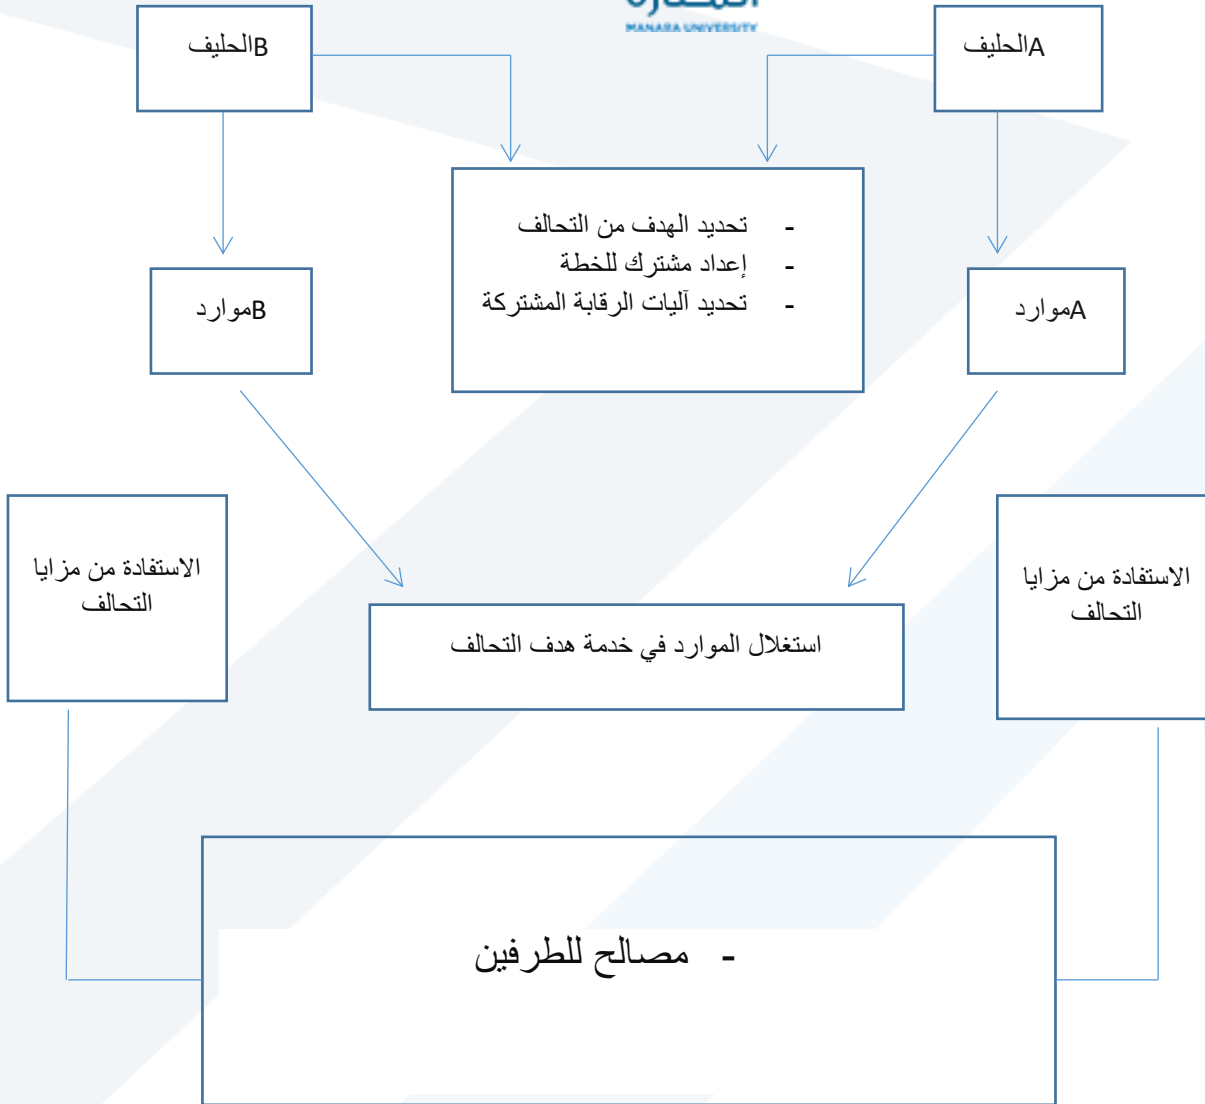 MANARA UNIVERSITY
الحليفA
الحليفB
- تحديد الهدف من التحالف
- إعداد مشترك للخطة
- تحديد آليات الرقابة المشتركة
مواردA
مواردB
الاستفادة من مزايا
التحالف
استغلال الموارد في خدمة هدف التحالف
الاستفادة من مزايا
التحالف
- مصالح للطرفين